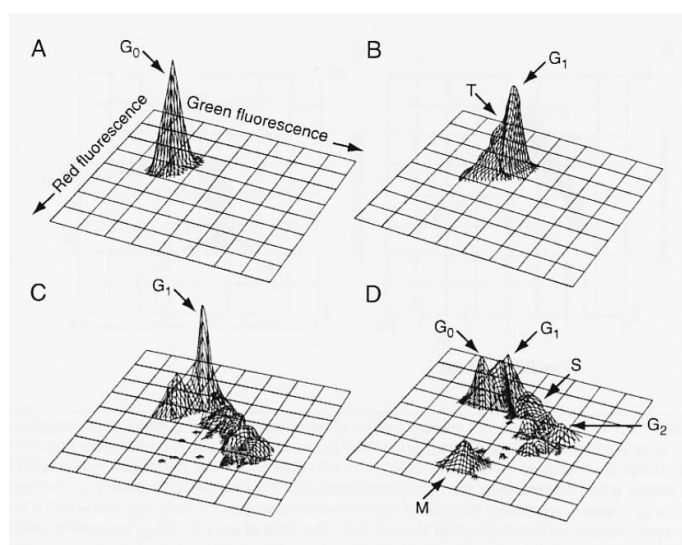 A
G₀
Green fluorescence
Red fluorescence
B
G₁
T
C
G₁
D
G₀
G₁
S
G₂
M